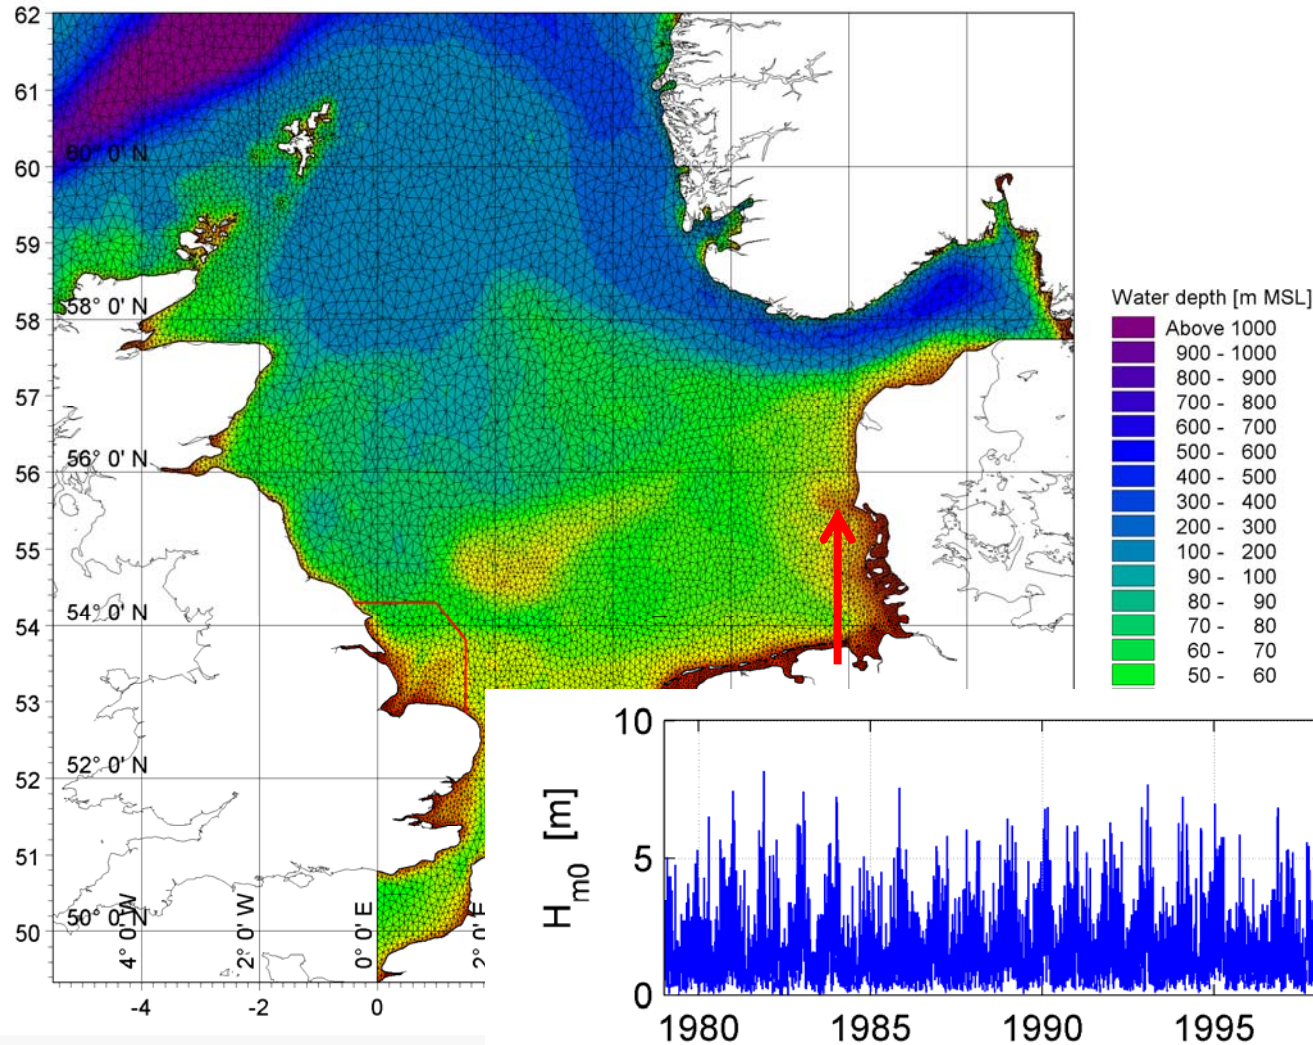 62
61
60° 0' N
60
59
58° 0' N
58
57
56° 0' N
56
55
54° 0' N
54
53
52° 0' N
52
51
50° 0' N
50
4° 0' W
2° 0' W
0° 0' E
2° 0' E
-4
-2
0
Water depth [m MSL]
Above 1000
900 - 1000
800 - 900
700 - 800
600 - 700
500 - 600
400 - 500
300 - 400
200 - 300
100 - 200
90 - 100
80 - 90
70 - 80
60 - 70
50 - 60
Hm0 [m]
10
5
0
1980
1985
1990
1995